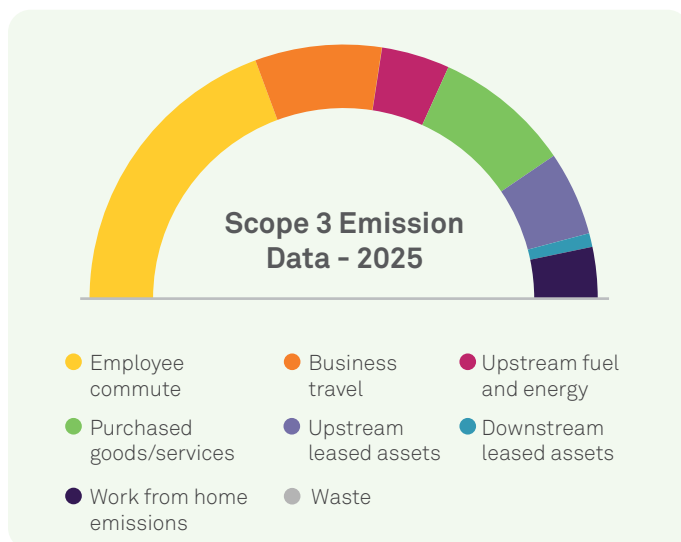 Scope 3 Emission
Data - 2025
Employee
commute
Business
travel
Upstream fuel
and energy
Purchased
goods/services
Upstream
leased assets
Downstream
leased assets
Work from home
emissions
Waste